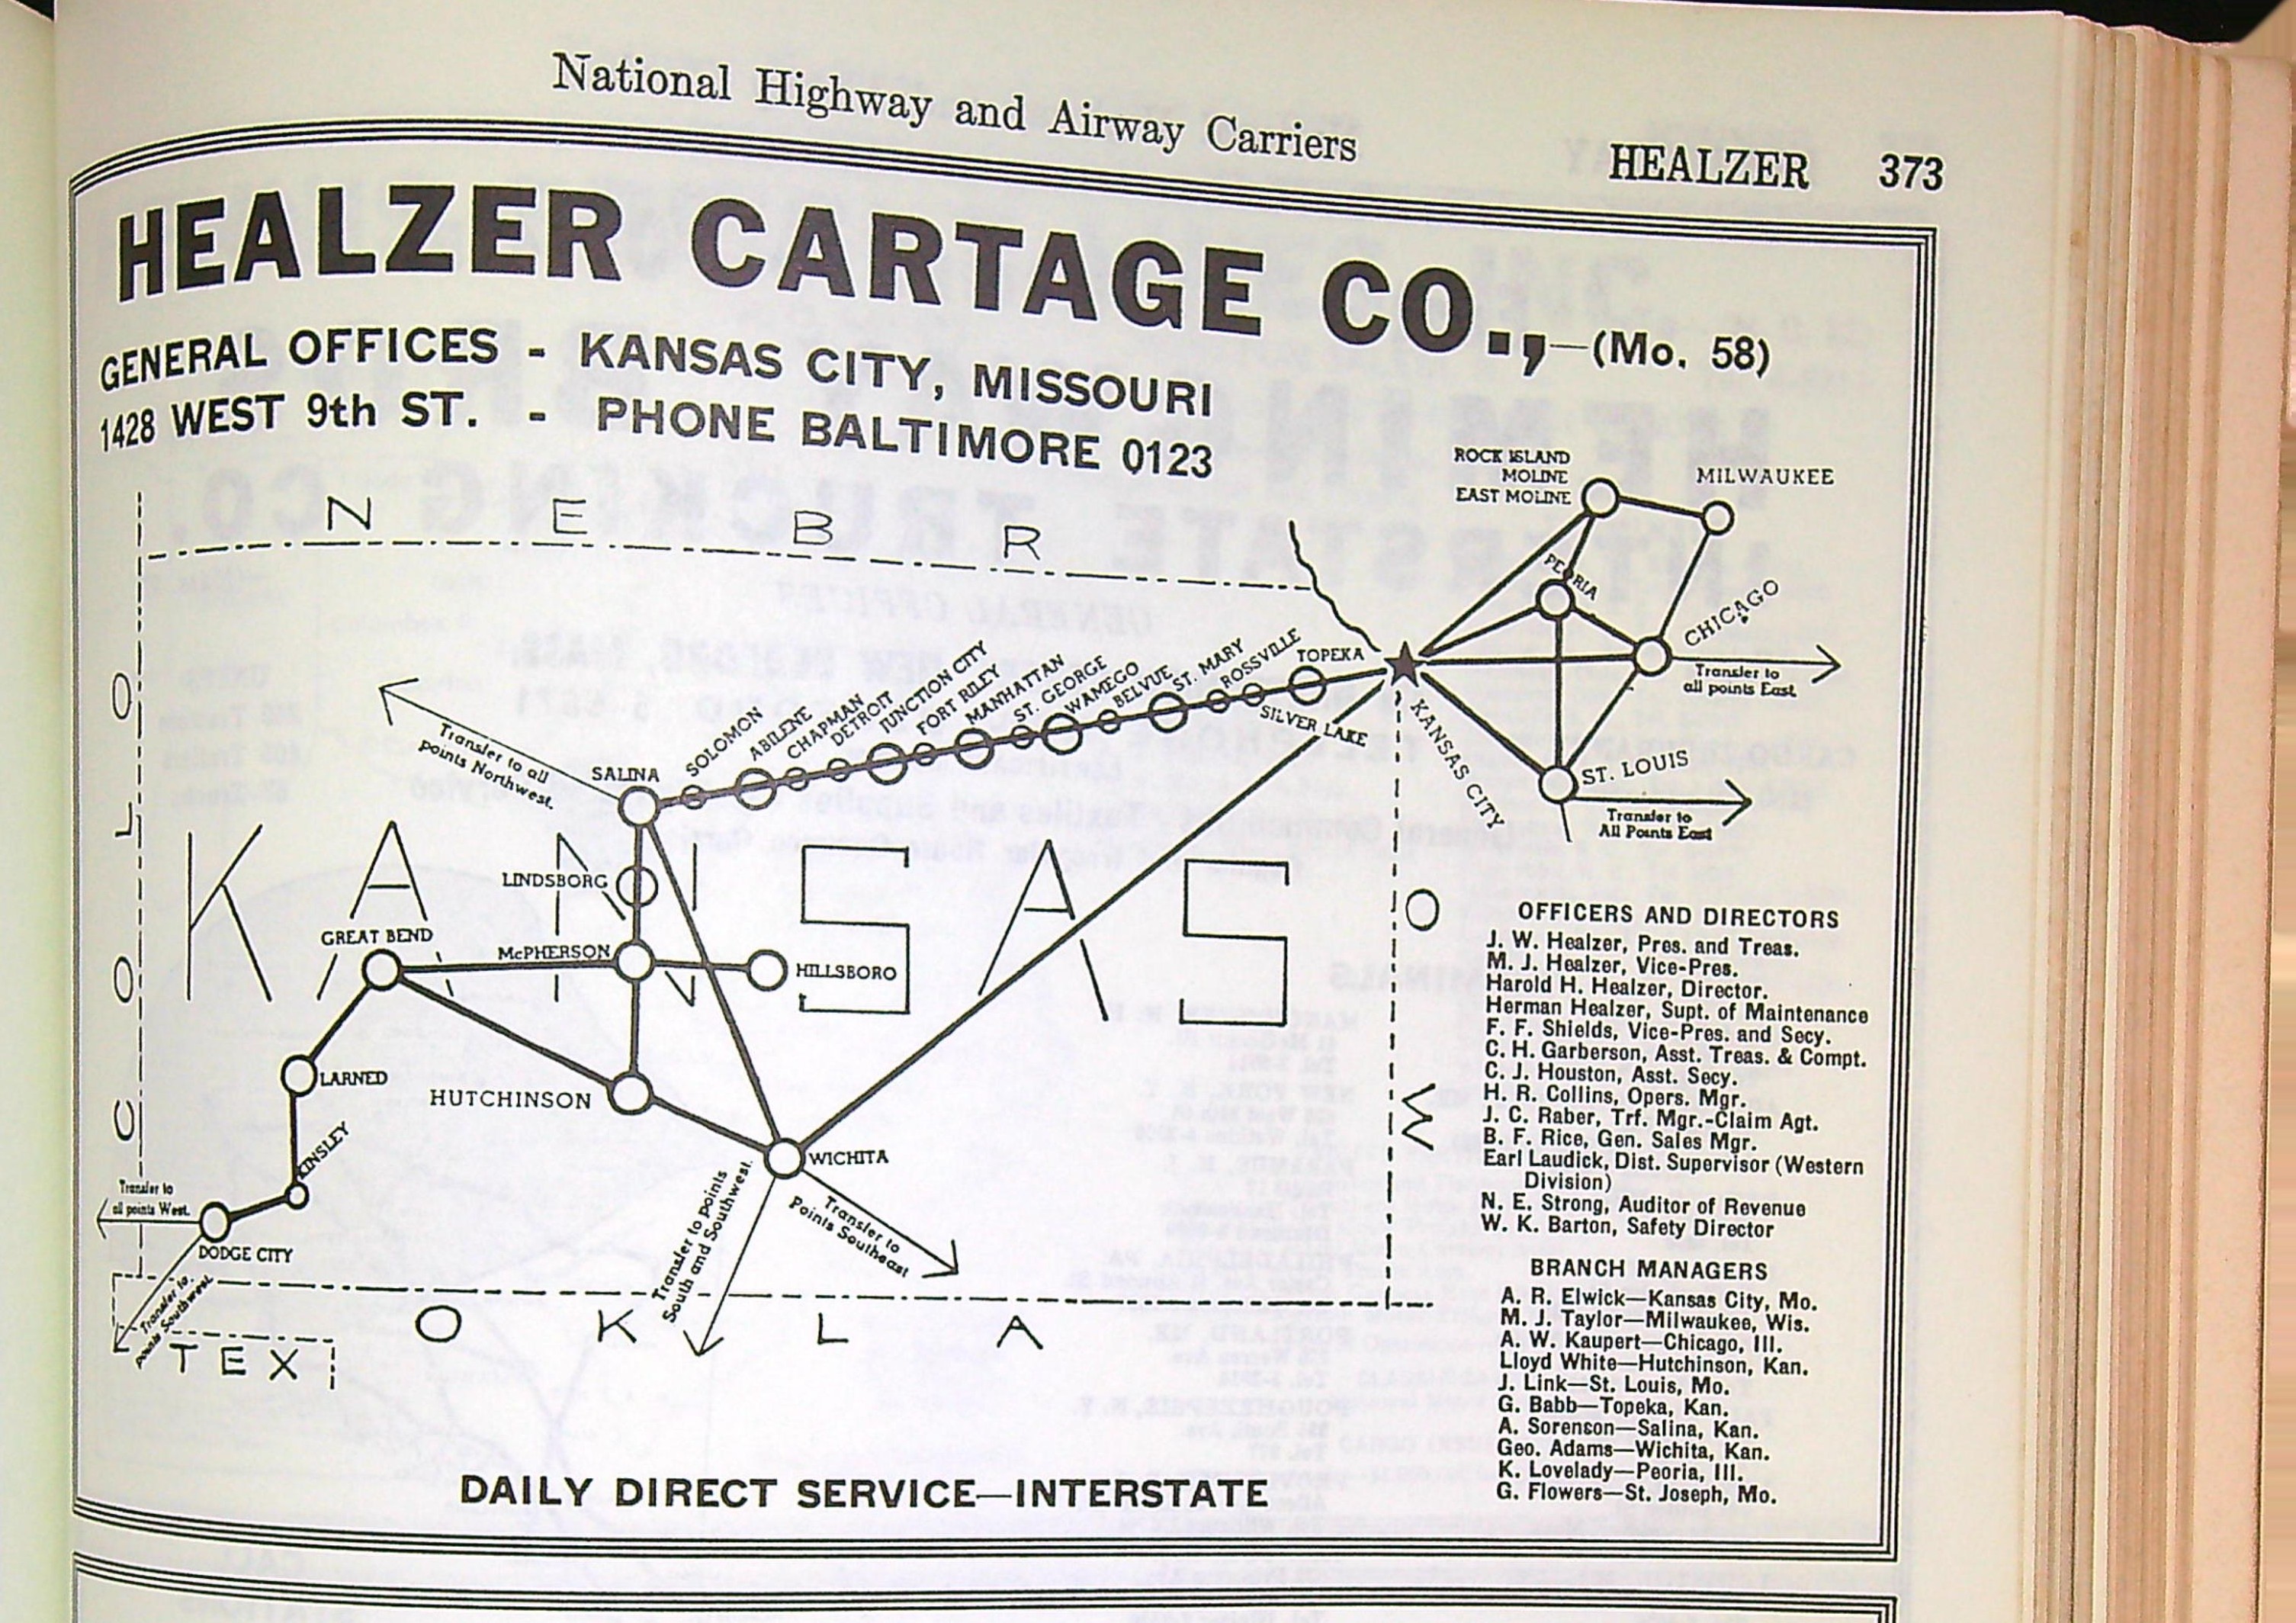 National Highway and Airway Carriers
HEALZER 373
HEALZER CARTAGE CO.,—(Mo. 58)
GENERAL OFFICES - KANSAS CITY, MISSOURI
1428 WEST 9th ST. - PHONE BALTIMORE 0123
N E B R
ROCK ISLAND
MOLINE
EAST MOLINE
MILWAUKEE
PEORIA
CHICAGO
Transfer to
all points East.
KANSAS CITY
ST. LOUIS
Transfer to
All Points East
TOPEKA
SILVER LAKE
ROSSVILLE
ST. MARY
BELVUE
WAMEGO
ST. GEORGE
MANHATTAN
FORT RILEY
JUNCTION CITY
DETROIT
CHAPMAN
ABILENE
SOLOMON
SALINA
Transfer to all
points Northwest.
C O L O
K A N S A S
LINDSBORG
GREAT BEND
McPHERSON
HILLSBORO
LARNED
HUTCHINSON
KINSLEY
WICHITA
Transfer to
all points West.
DODGE CITY
Transfer to
points Southwest.
Transfer to points
South and Southwest.
Transfer to
Points Southeast
O K L A
T E X
M O
OFFICERS AND DIRECTORS
J. W. Healzer, Pres. and Treas.
M. J. Healzer, Vice-Pres.
Harold H. Healzer, Director.
Herman Healzer, Supt. of Maintenance
F. F. Shields, Vice-Pres. and Secy.
C. H. Garberson, Asst. Treas. & Compt.
C. J. Houston, Asst. Secy.
H. R. Collins, Opers. Mgr.
J. C. Raber, Trf. Mgr.-Claim Agt.
B. F. Rice, Gen. Sales Mgr.
Earl Laudick, Dist. Supervisor (Western
Division)
N. E. Strong, Auditor of Revenue
W. K. Barton, Safety Director
BRANCH MANAGERS
A. R. Elwick—Kansas City, Mo.
M. J. Taylor—Milwaukee, Wis.
A. W. Kaupert—Chicago, Ill.
Lloyd White—Hutchinson, Kan.
J. Link—St. Louis, Mo.
G. Babb—Topeka, Kan.
A. Sorenson—Salina, Kan.
Geo. Adams—Wichita, Kan.
K. Lovelady—Peoria, Ill.
G. Flowers—St. Joseph, Mo.
DAILY DIRECT SERVICE—INTERSTATE